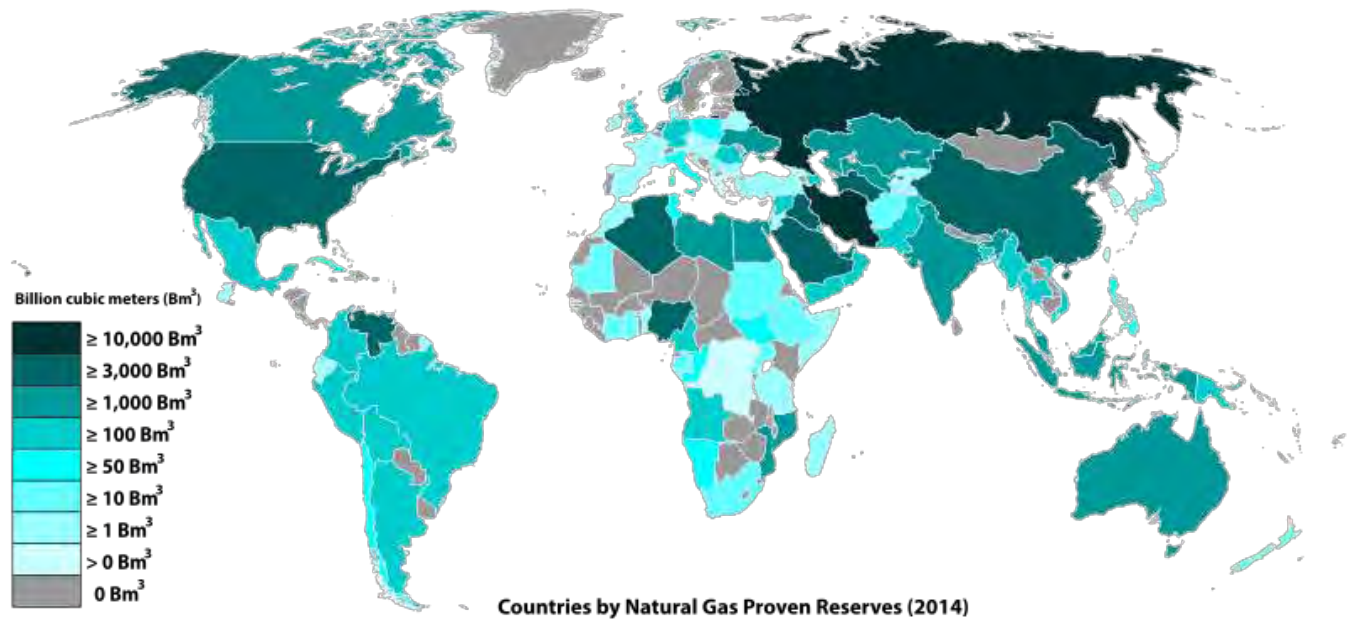 Billion cubic meters (Bm³)
≥ 10,000 Bm³
≥ 3,000 Bm³
≥ 1,000 Bm³
≥ 100 Bm³
≥ 50 Bm³
≥ 10 Bm³
≥ 1 Bm³
> 0 Bm³
0 Bm³
Countries by Natural Gas Proven Reserves (2014)